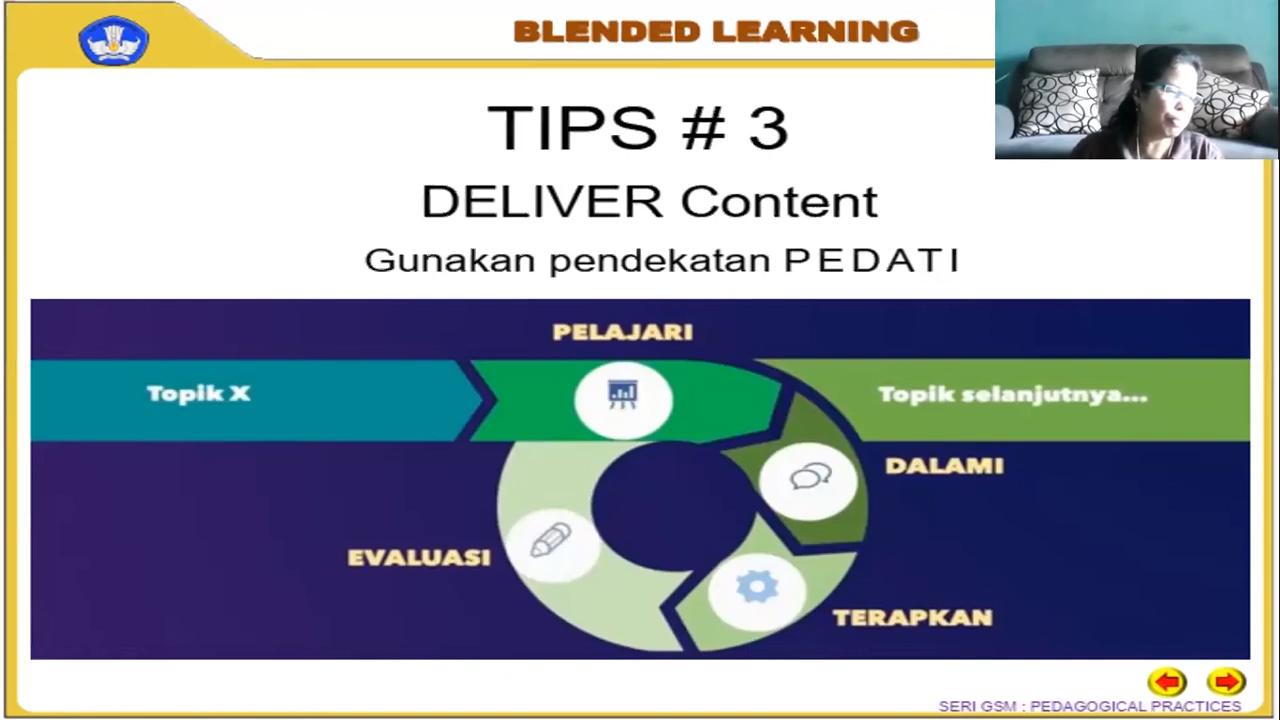 BLENDED LEARNING
TIPS # 3
DELIVER Content
Gunakan pendekatan PEDATI
PELAJARI
Topik X
Topik selanjutnya...
DALAMI
EVALUASI
TERAPKAN
SERI GSM : PEDAGOGICAL PRACTICES